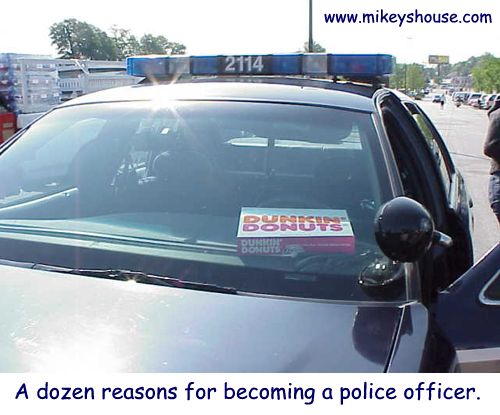 www.mikeyshouse.com
2114
DUNKIN'
DONUTS
DUNKIN'
DONUTS
A dozen reasons for becoming a police officer.